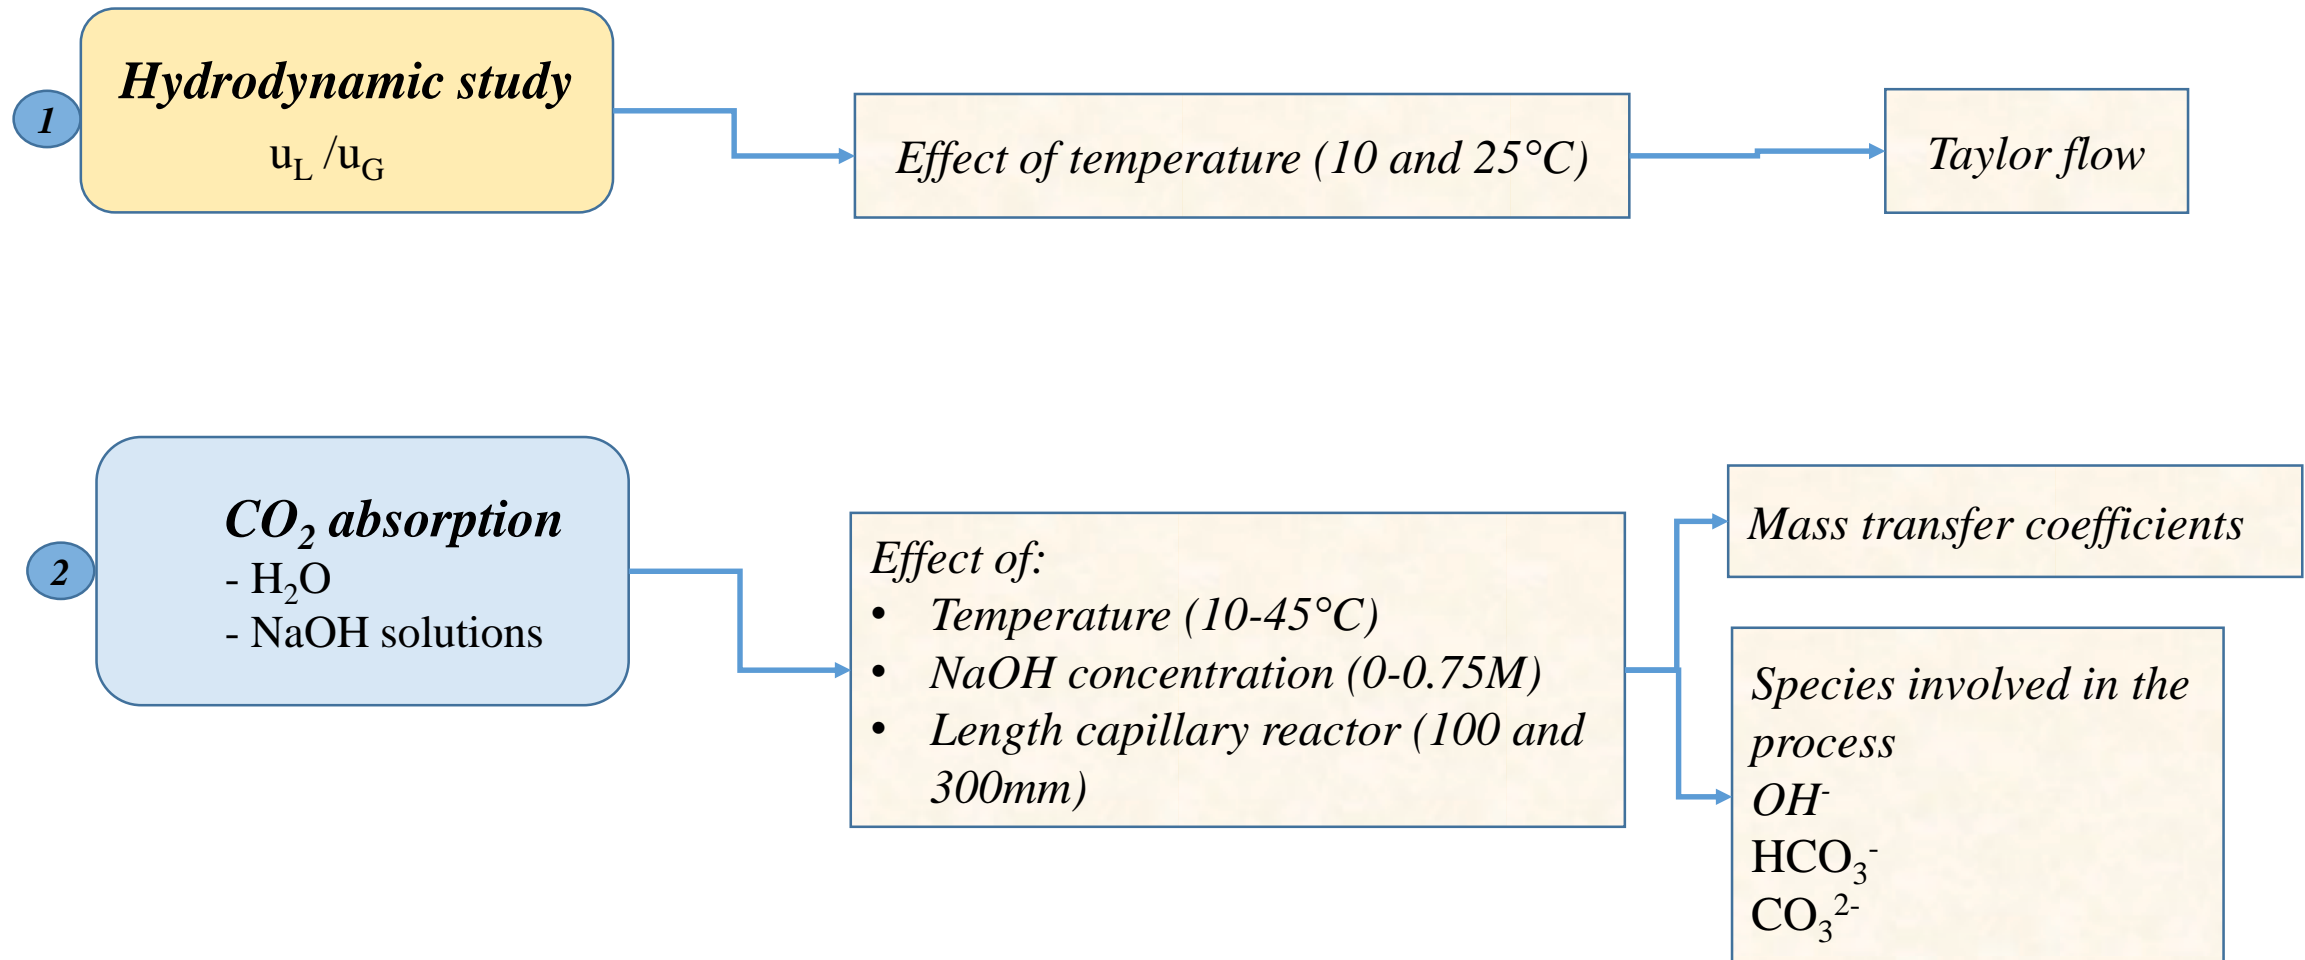 1
Hydrodynamic study
u_L /u_G
Effect of temperature (10 and 25°C)
Taylor flow
2
CO₂ absorption
- H₂O
- NaOH solutions
Effect of:
• Temperature (10-45°C)
• NaOH concentration (0-0.75M)
• Length capillary reactor (100 and
300mm)
Mass transfer coefficients
Species involved in the
process
OH⁻
HCO₃⁻
CO₃²⁻